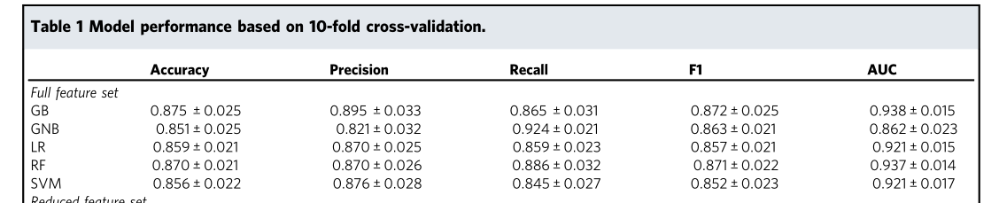 Table 1 Model performance based on 10-fold cross-validation.
Accuracy Precision Recall F1 AUC
Full feature set
GB 0.875 ± 0.025 0.895 ± 0.033 0.865 ± 0.031 0.872 ± 0.025 0.938 ± 0.015
GNB 0.851 ± 0.025 0.821 ± 0.032 0.924 ± 0.021 0.863 ± 0.021 0.862 ± 0.023
LR 0.859 ± 0.021 0.870 ± 0.025 0.859 ± 0.023 0.857 ± 0.021 0.921 ± 0.015
RF 0.870 ± 0.021 0.870 ± 0.026 0.886 ± 0.032 0.871 ± 0.022 0.937 ± 0.014
SVM 0.856 ± 0.022 0.876 ± 0.028 0.845 ± 0.027 0.852 ± 0.023 0.921 ± 0.017
Reduced feature set